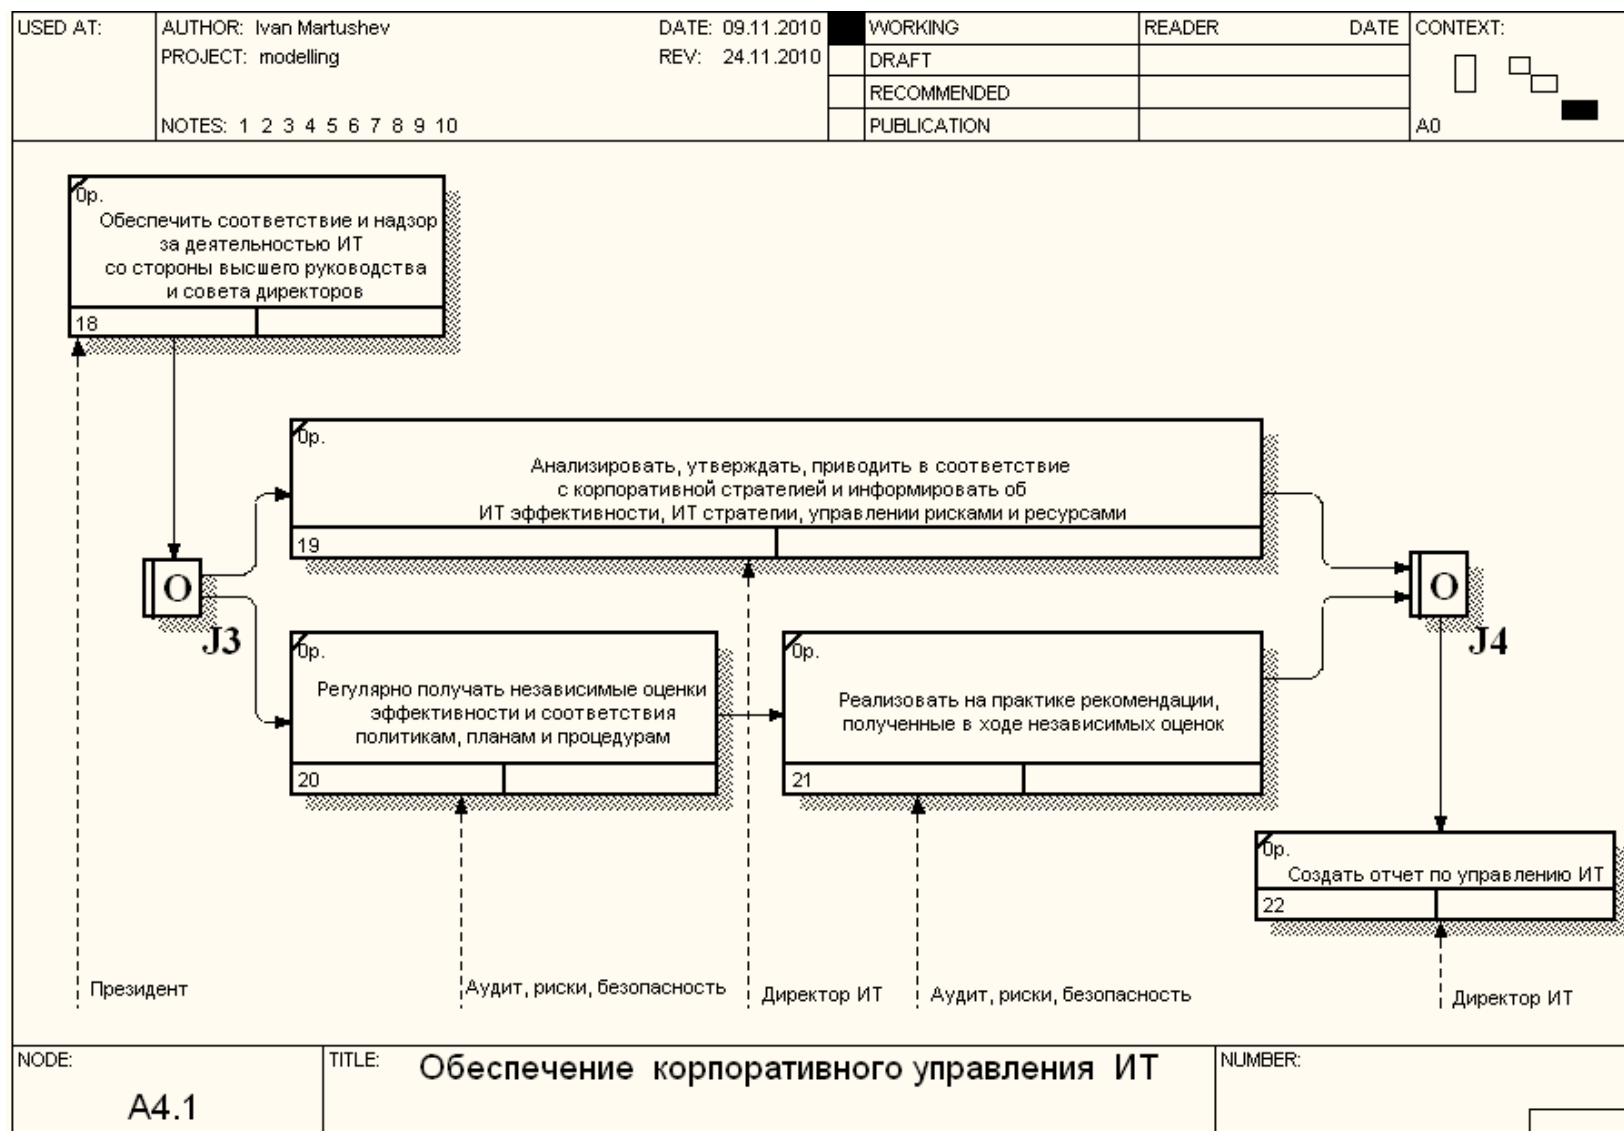 USED AT:
AUTHOR: Ivan Martushev
DATE: 09.11.2010
WORKING
READER
DATE
CONTEXT:
PROJECT: modelling
REV: 24.11.2010
DRAFT
RECOMMENDED
NOTES: 1 2 3 4 5 6 7 8 9 10
PUBLICATION
A0
0р.
Обеспечить соответствие и надзор
за деятельностью ИТ
со стороны высшего руководства
и совета директоров
18
0р.
Анализировать, утверждать, приводить в соответствие
с корпоративной стратегией и информировать об
ИТ эффективности, ИТ стратегии, управлении рисками и ресурсами
19
O
J3
O
J4
0р.
Регулярно получать независимые оценки
эффективности и соответствия
политикам, планам и процедурам
20
0р.
Реализовать на практике рекомендации,
полученные в ходе независимых оценок
21
0р.
Создать отчет по управлению ИТ
22
Президент
Аудит, риски, безопасность
Директор ИТ
Аудит, риски, безопасность
Директор ИТ
NODE:
A4.1
TITLE:
Обеспечение корпоративного управления ИТ
NUMBER: